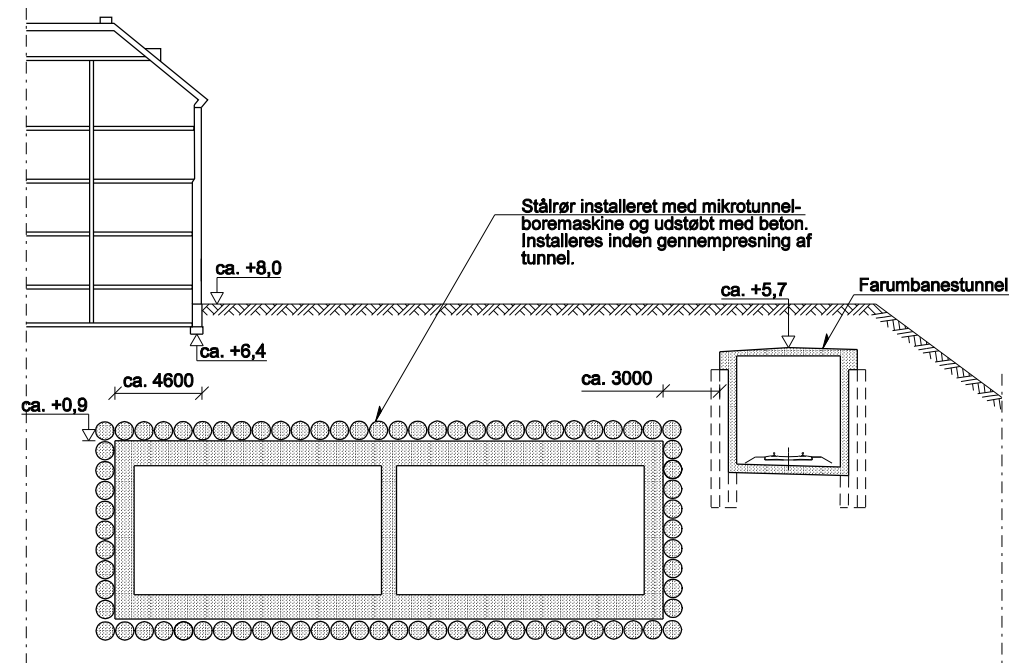 Stålrør installeret med mikrotunnel-
boremaskine og udstøbt med beton.
Installeres inden gennempresning af
tunnel.
ca. +8,0
ca. +5,7
Farumbanestunnel
ca. +6,4
ca. 4600
ca. 3000
ca. +0,9